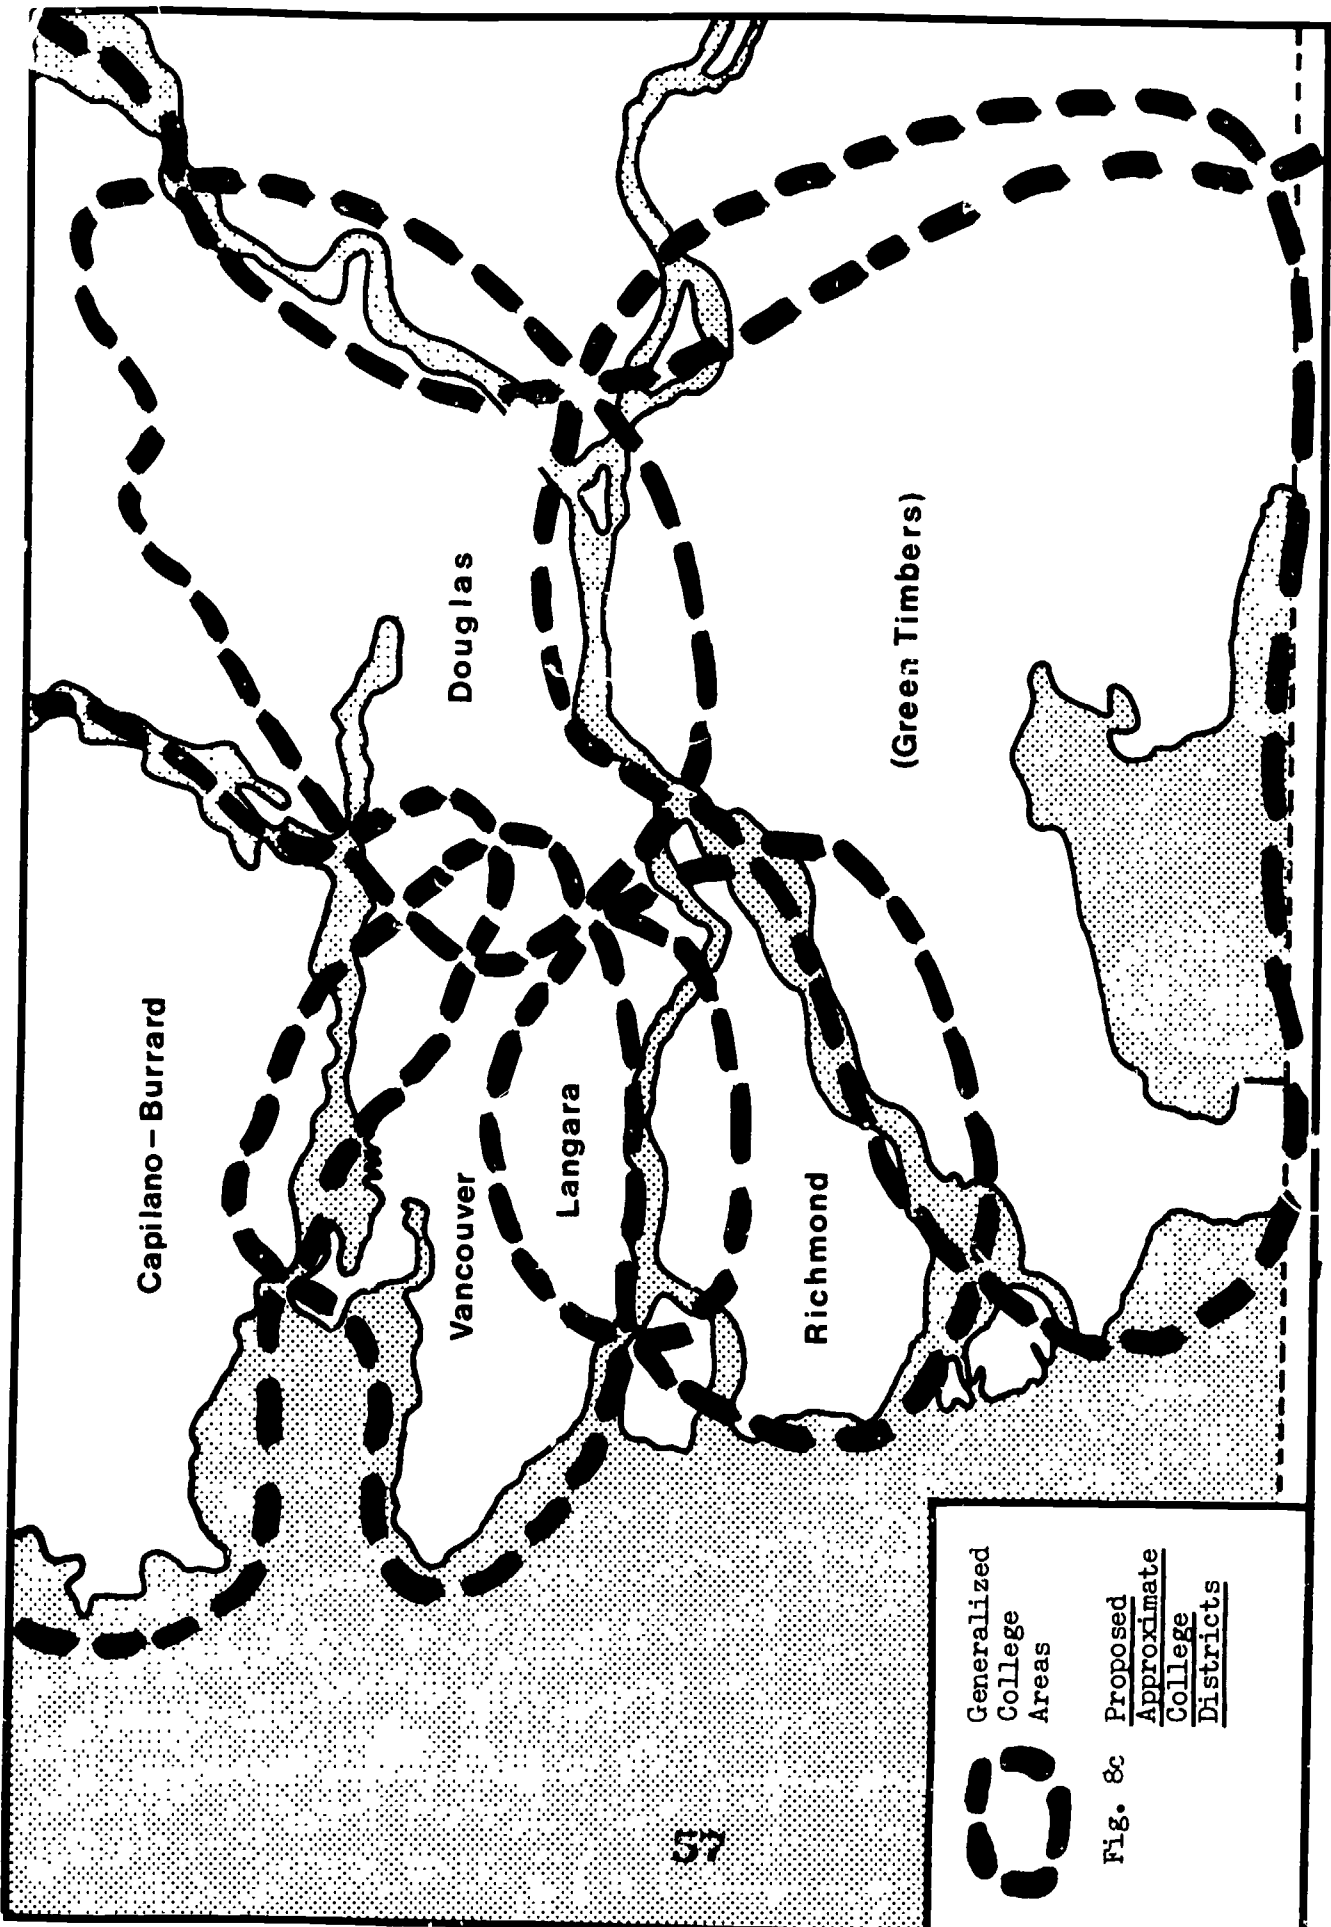 Capilano-Burrard
Douglas
Vancouver
Langara
(Green Timbers)
Richmond
Generalized
College
Areas
Fig. 8c Proposed
Approximate
College
Districts
57